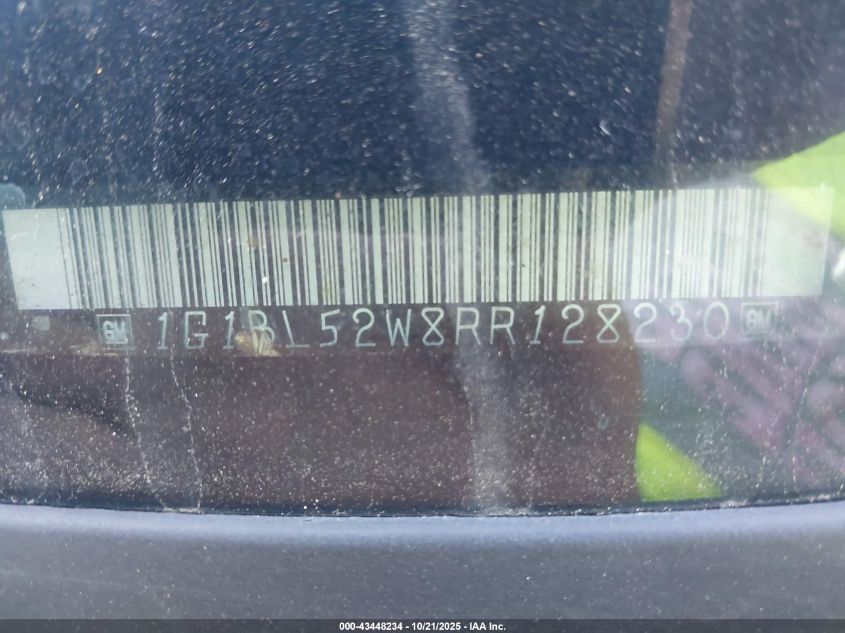 GM 1G1BL52W8RR128230 GM
000-43448234 - 10/21/2025 - IAA Inc.